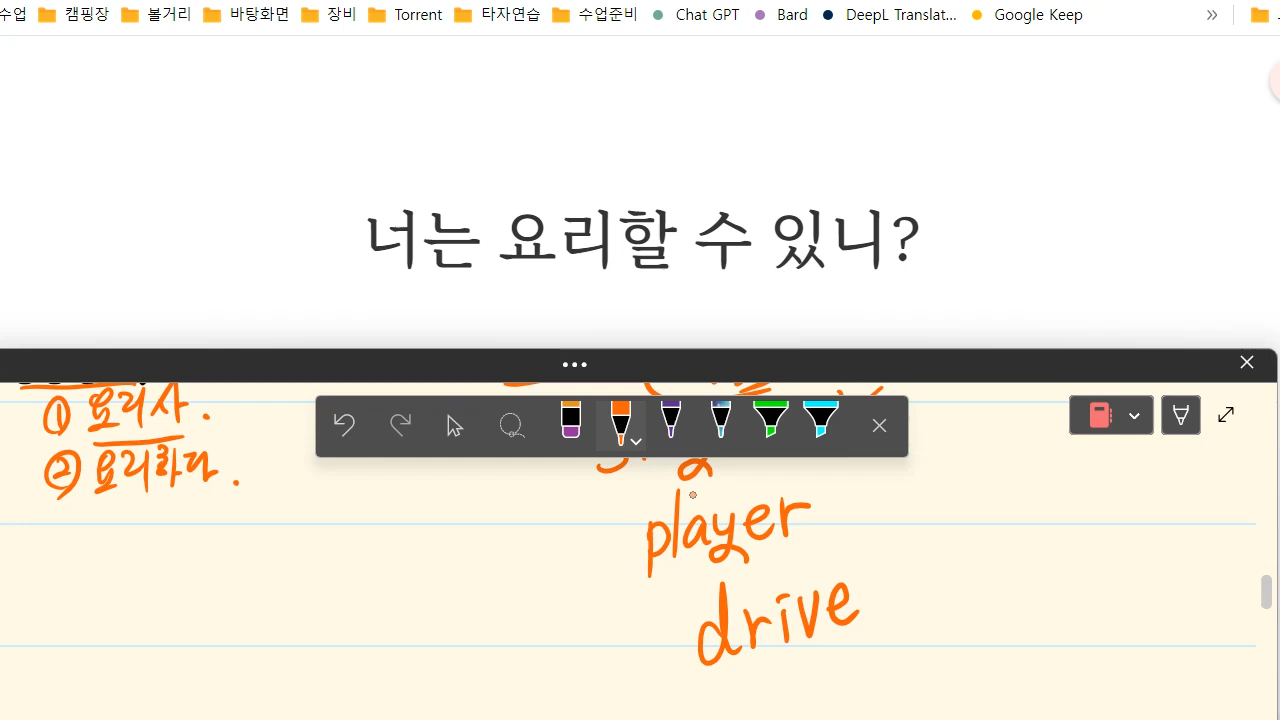 수업 캠핑장 볼거리 바탕화면 장비 Torrent 타자연습 수업준비 Chat GPT Bard DeepL Translat... Google Keep »
너는 요리할 수 있니?
① 요리사.
② 요리하다.
player
drive